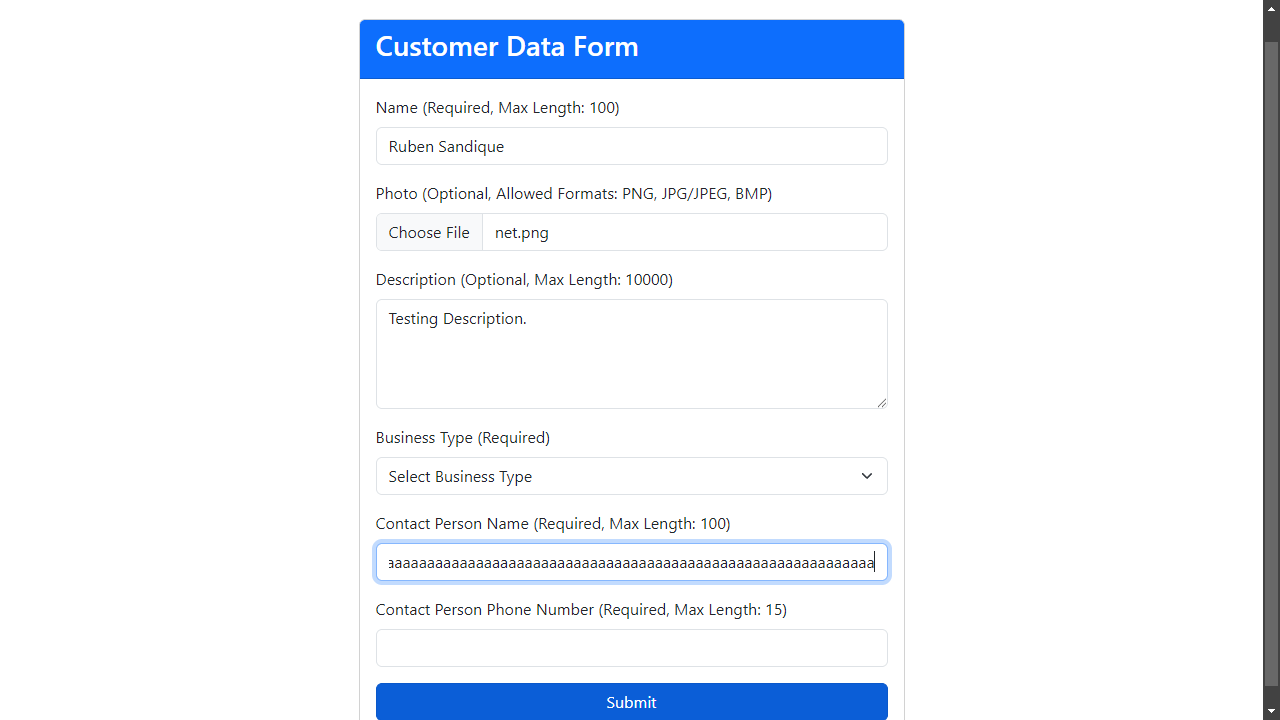 Customer Data Form
Name (Required, Max Length: 100)
Ruben Sandique
Photo (Optional, Allowed Formats: PNG, JPG/JPEG, BMP)
Choose File net.png
Description (Optional, Max Length: 10000)
Testing Description.
Business Type (Required)
Select Business Type
Contact Person Name (Required, Max Length: 100)
aaaaaaaaaaaaaaaaaaaaaaaaaaaaaaaaaaaaaaaaaaaaaaaaaaaaaaaaaaaa
Contact Person Phone Number (Required, Max Length: 15)
Submit